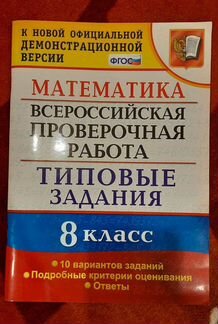 К НОВОЙ ОФИЦИАЛЬНОЙ
ДЕМОНСТРАЦИОННОЙ
ВЕРСИИ
ФГОС
МАТЕМАТИКА
ВСЕРОССИЙСКАЯ
ПРОВЕРОЧНАЯ
РАБОТА
ТИПОВЫЕ
ЗАДАНИЯ
8 КЛАСС
• 10 вариантов заданий
• Подробные критерии оценивания
• Ответы